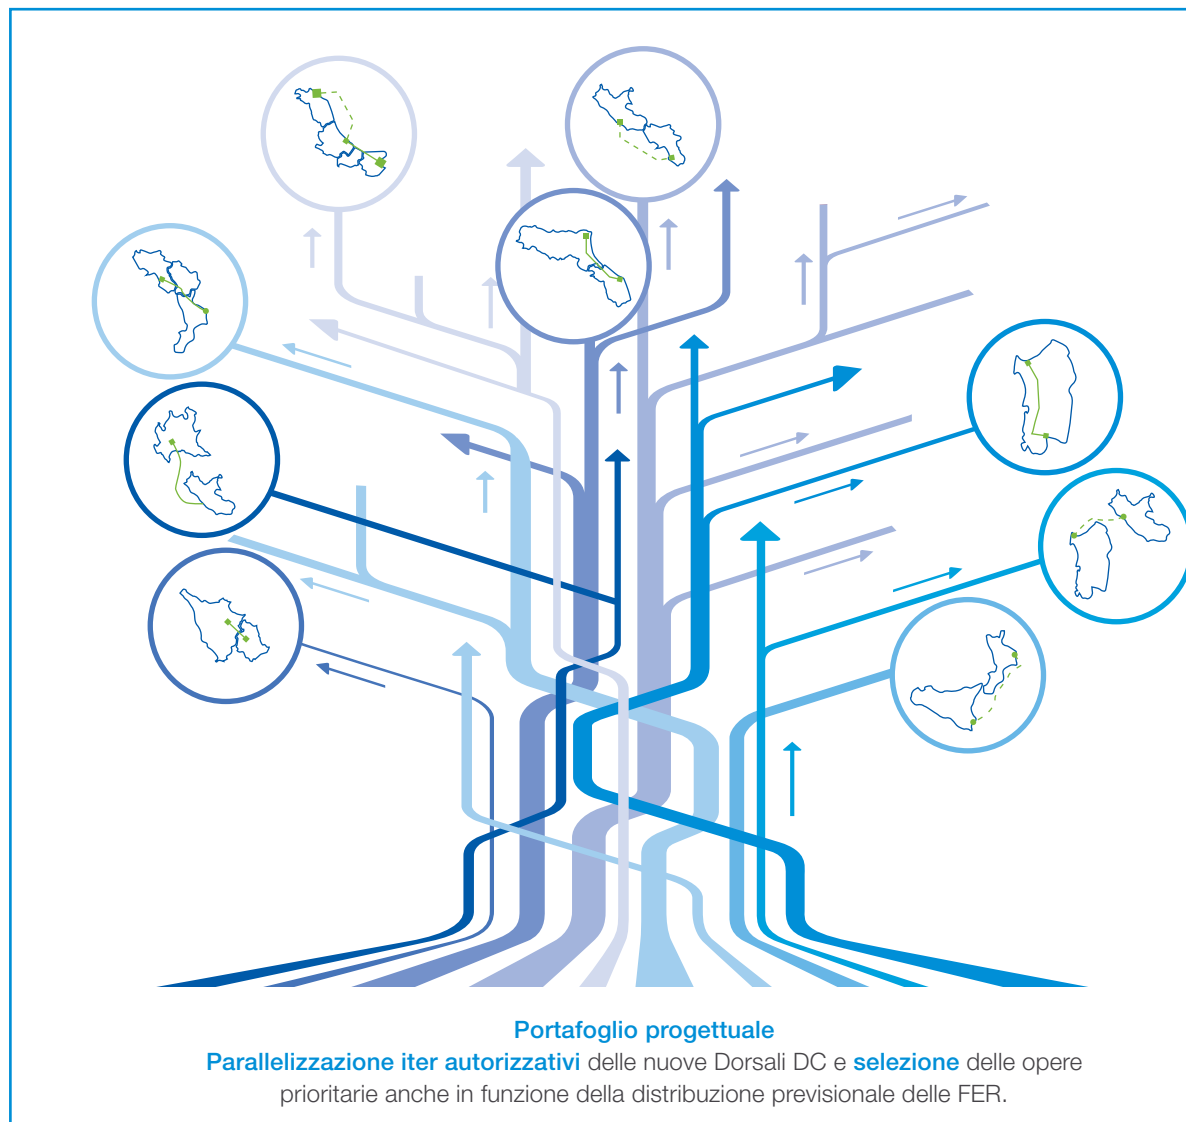 Portafoglio progettuale
Parallelizzazione iter autorizzativi delle nuove Dorsali DC e selezione delle opere
prioritarie anche in funzione della distribuzione previsionale delle FER.